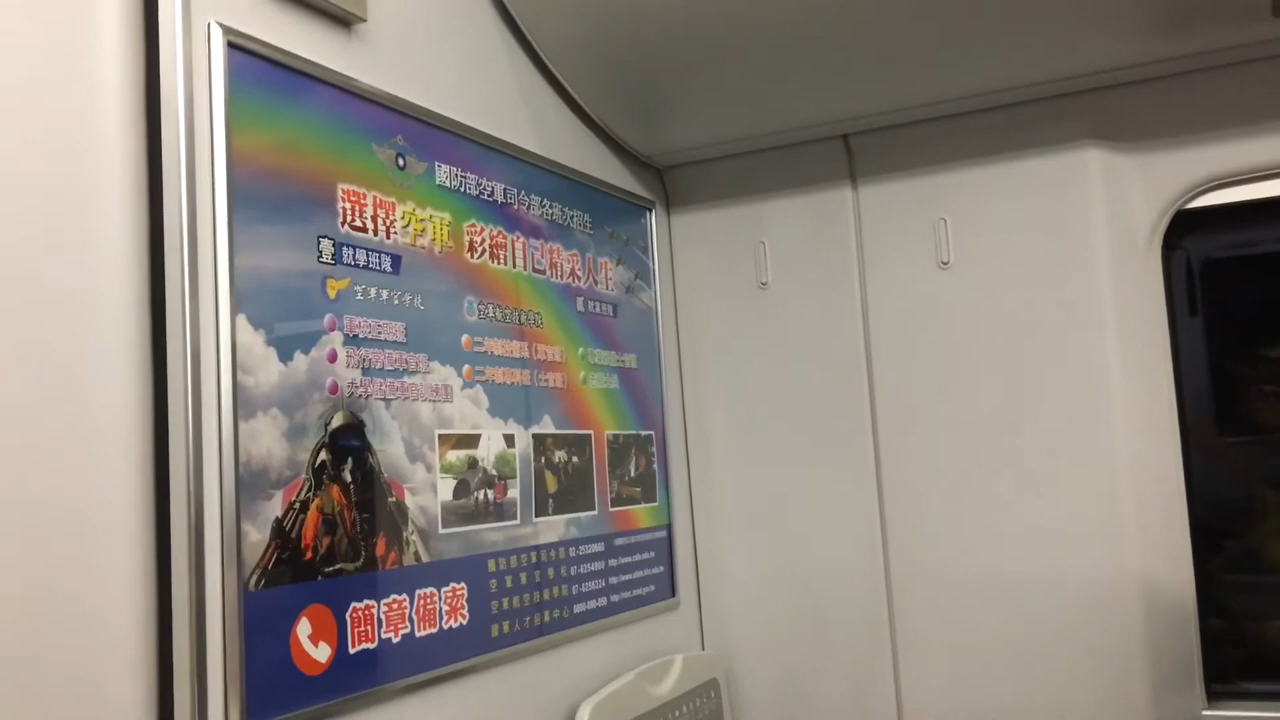 國防部空軍司令部各班次招生
選擇空軍 彩繪自己精采人生
壹 就學班隊
空軍軍官學校
軍校正期班
飛行常備軍官班
大學儲備軍官訓練團
空軍航空技術學院
二年制技術系(軍官班)
二年制專科班(士官班)
貳 就業班隊
簡章備索
國防部空軍司令部 02-25320660
空軍軍官學校 07-6254900
空軍航空技術學院 07-6256324
國軍人才招募中心 0800-000-050